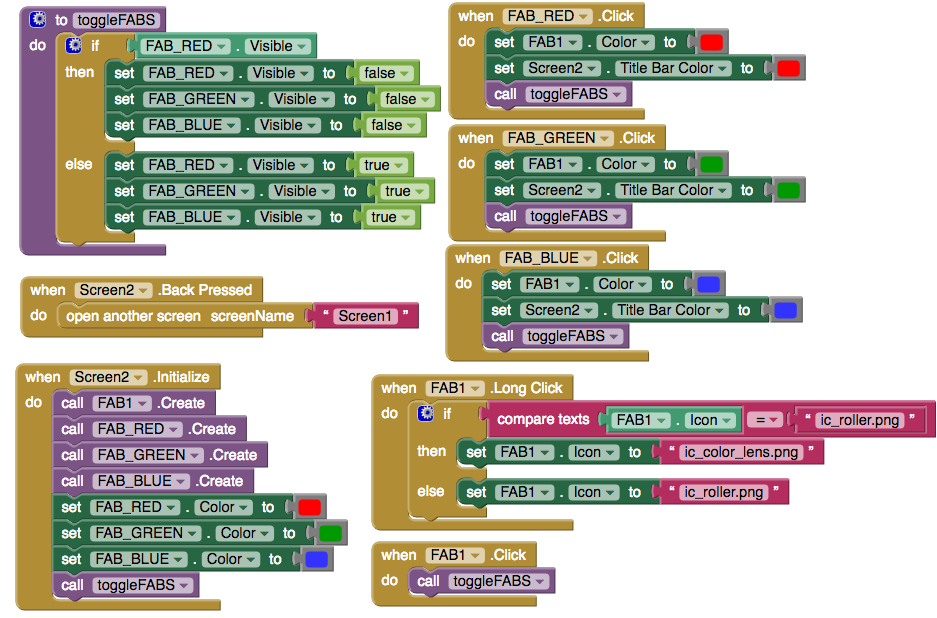 to toggleFABS
do if FAB_RED . Visible
then set FAB_RED . Visible to false
set FAB_GREEN . Visible to false
set FAB_BLUE . Visible to false
else set FAB_RED . Visible to true
set FAB_GREEN . Visible to true
set FAB_BLUE . Visible to true
when Screen2 .Back Pressed
do open another screen screenName “ Screen1 ”
when Screen2 .Initialize
do call FAB1 .Create
call FAB_RED .Create
call FAB_GREEN .Create
call FAB_BLUE .Create
set FAB_RED . Color to
set FAB_GREEN . Color to
set FAB_BLUE . Color to
call toggleFABS
when FAB_RED .Click
do set FAB1 . Color to
set Screen2 . Title Bar Color to
call toggleFABS
when FAB_GREEN .Click
do set FAB1 . Color to
set Screen2 . Title Bar Color to
call toggleFABS
when FAB_BLUE .Click
do set FAB1 . Color to
set Screen2 . Title Bar Color to
call toggleFABS
when FAB1 .Long Click
do if compare texts FAB1 . Icon = “ ic_roller.png ”
then set FAB1 . Icon to “ ic_color_lens.png ”
else set FAB1 . Icon to “ ic_roller.png ”
when FAB1 .Click
do call toggleFABS